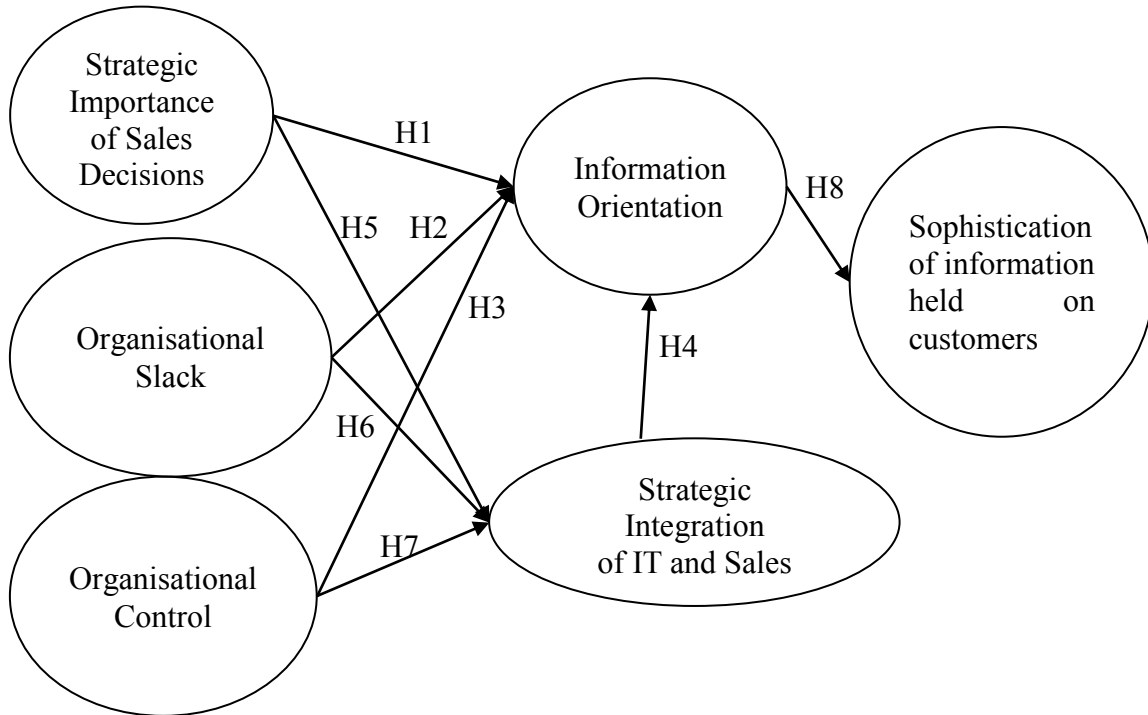 Strategic
Importance
of Sales
Decisions
H1
Information
Orientation
H8
Sophistication
of information
held on
customers
H5
H2
H3
Organisational
Slack
H4
H6
Strategic
Integration
of IT and Sales
H7
Organisational
Control